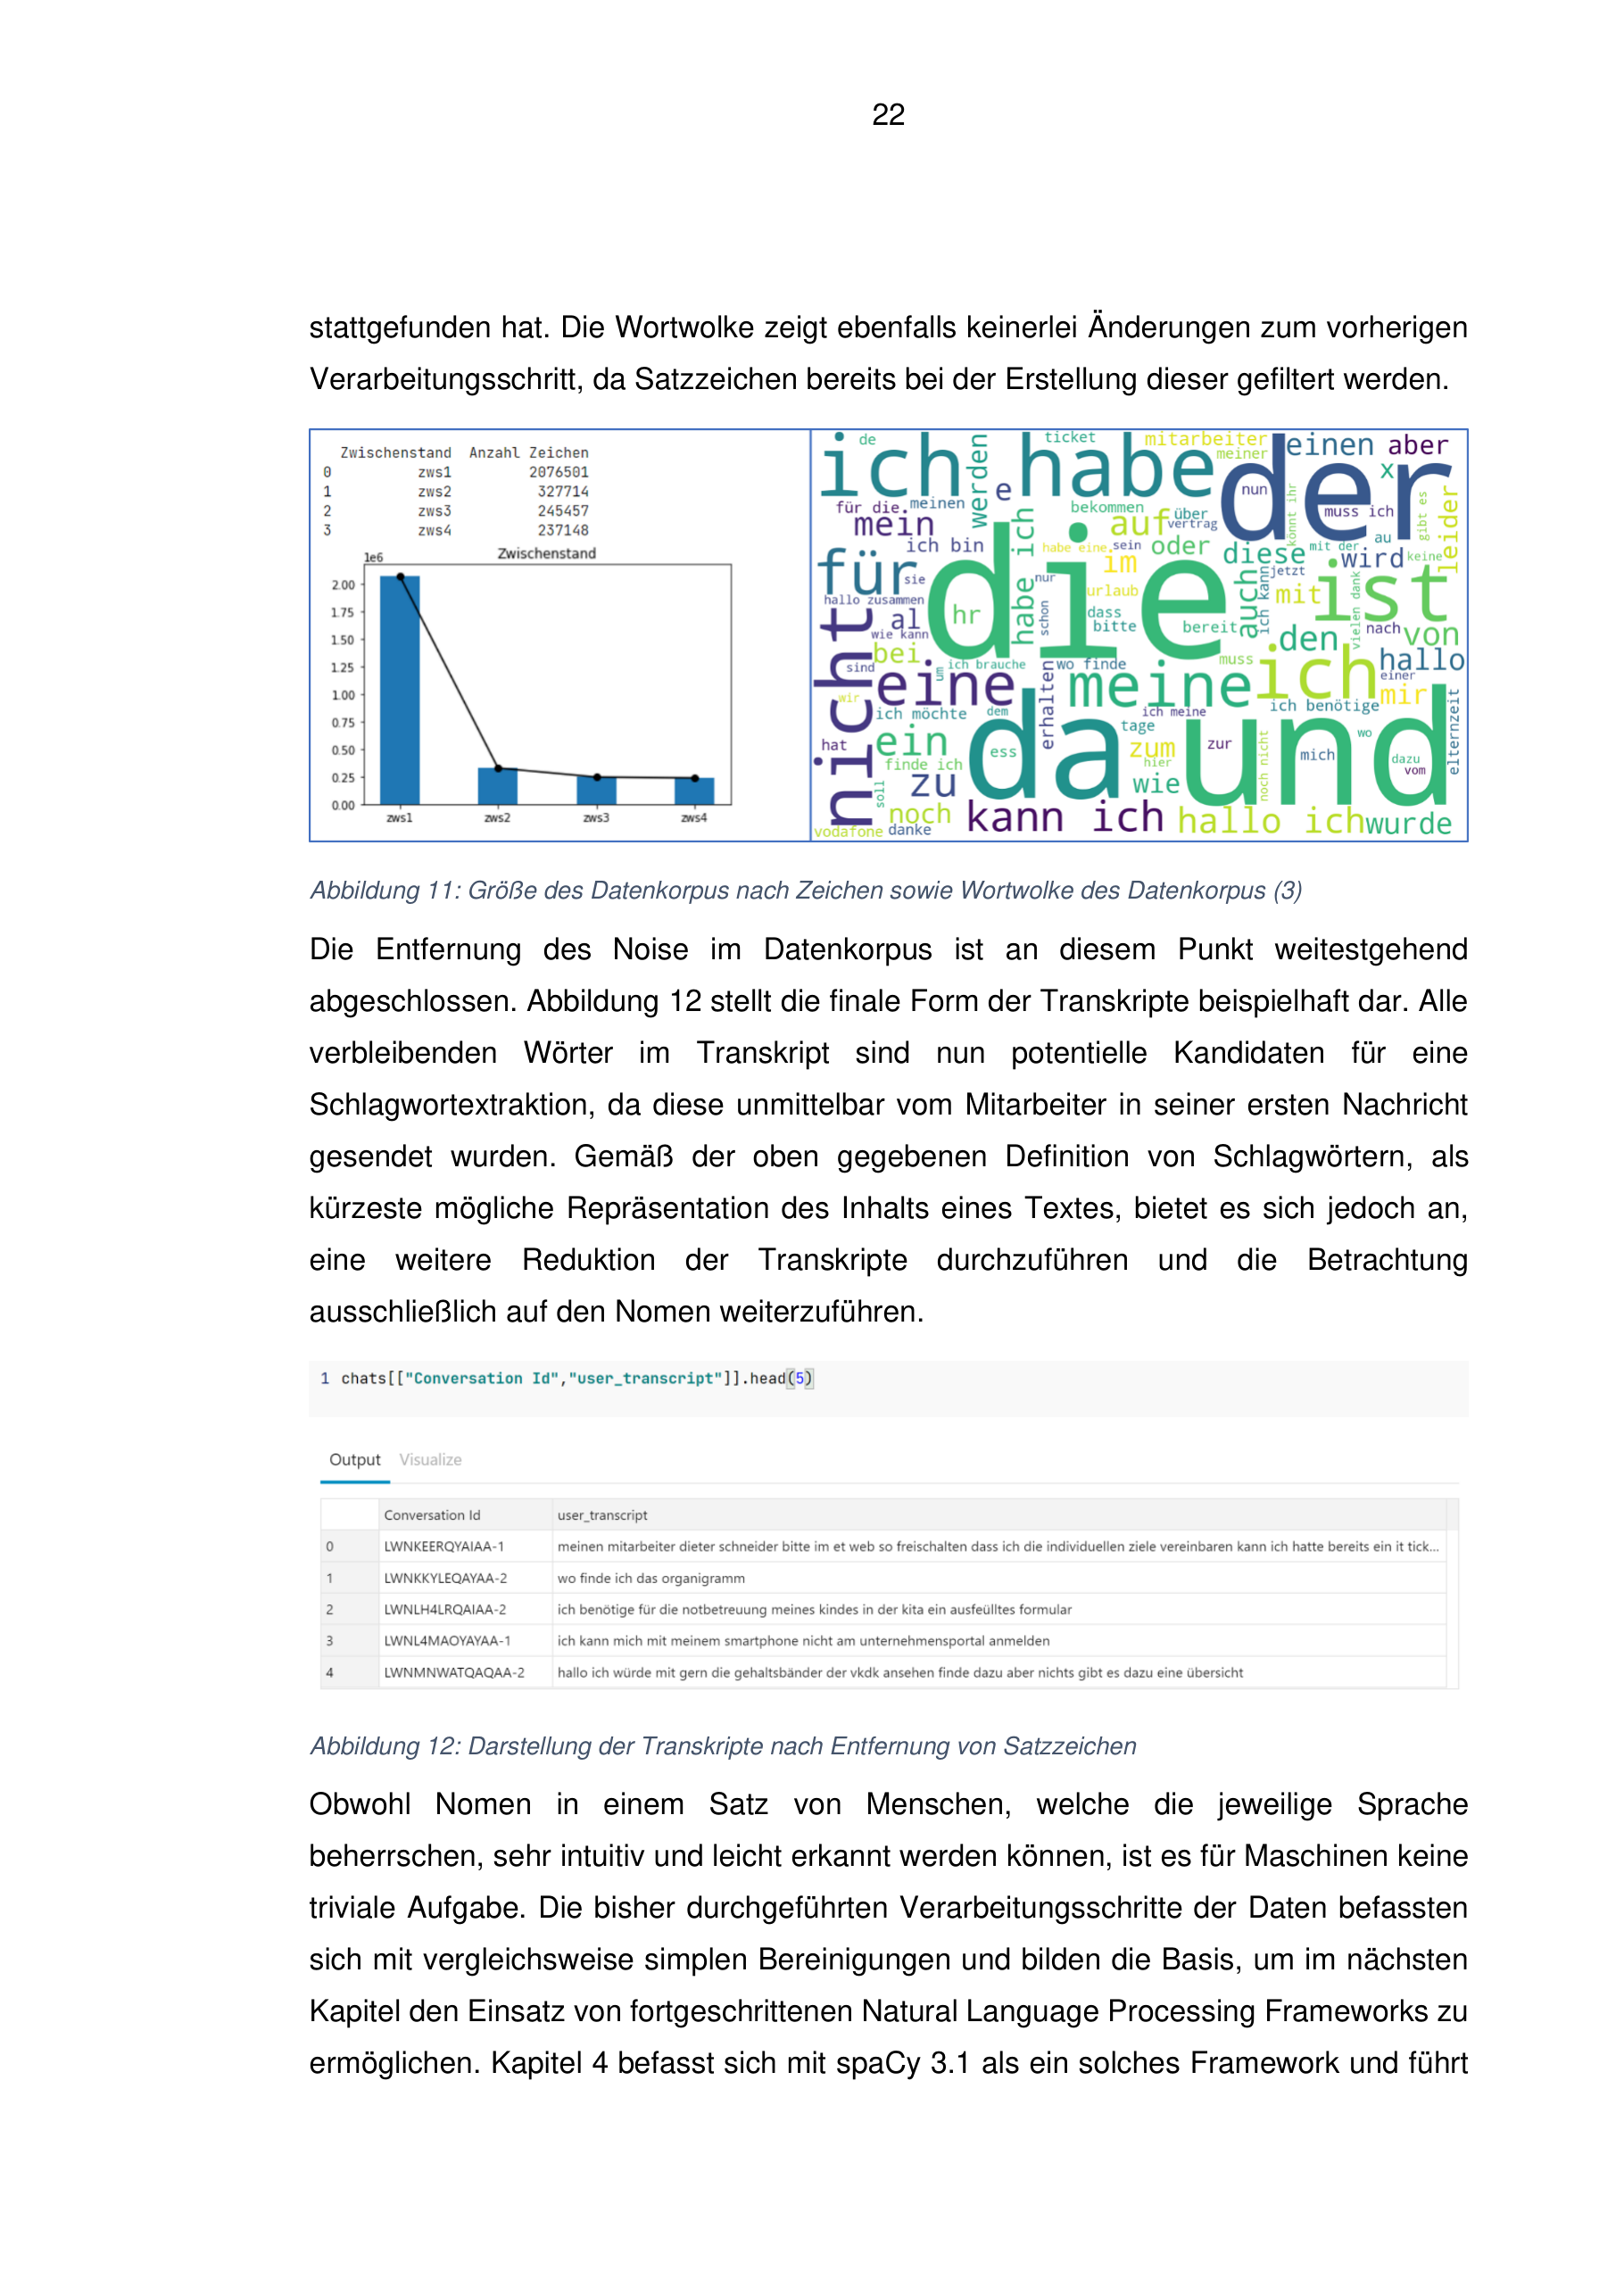 22
stattgefunden hat. Die Wortwolke zeigt ebenfalls keinerlei Änderungen zum vorherigen
Verarbeitungsschritt, da Satzzeichen bereits bei der Erstellung dieser gefiltert werden.
Zwischenstand Anzahl Zeichen
0 zws1 2076501
1 zws2 327714
2 zws3 245457
3 zws4 237148
Zwischenstand
1e6
2.00
1.75
1.50
1.25
1.00
0.75
0.50
0.25
0.00
zws1 zws2 zws3 zws4
de ticket mitarbeiter einen aber
ich werden habe meiner der x
für die meinen e bekommen über nun muss ich gibt es leider
mein auf vertrag könnt ihr au
ich bin habe eine sein oder diese mit der wird keine
für sie die im auch jetzt ist
hallo zusammen hr habe ich nur urlaub ich kann mit vielen dank
nicht al schon dass
wie kann bitte bereit den nach von
bei sind um ich brauche wo finde muss ich hallo
wir eine erhalten meine einer mir
ich möchte dem ich meine ich benötige elternzeit
hat ein da tage und wo
ess zum zur mich dazu
finde ich hier noch nicht vom
soll zu wie
noch kann ich hallo ich wurde
vodafone danke
Abbildung 11: Größe des Datenkorpus nach Zeichen sowie Wortwolke des Datenkorpus (3)
Die Entfernung des Noise im Datenkorpus ist an diesem Punkt weitestgehend
abgeschlossen. Abbildung 12 stellt die finale Form der Transkripte beispielhaft dar. Alle
verbleibenden Wörter im Transkript sind nun potentielle Kandidaten für eine
Schlagwortextraktion, da diese unmittelbar vom Mitarbeiter in seiner ersten Nachricht
gesendet wurden. Gemäß der oben gegebenen Definition von Schlagwörtern, als
kürzeste mögliche Repräsentation des Inhalts eines Textes, bietet es sich jedoch an,
eine weitere Reduktion der Transkripte durchzuführen und die Betrachtung
ausschließlich auf den Nomen weiterzuführen.
1 chats[["Conversation Id","user_transcript"]].head(5)
Output Visualize
Conversation Id user_transcript
0 LWNKEERQYAIAA-1 meinen mitarbeiter dieter schneider bitte im et web so freischalten dass ich die individuellen ziele vereinbaren kann ich hatte bereits ein it tick...
1 LWNKKYLEQAYAA-2 wo finde ich das organigramm
2 LWNLH4LRQAIAA-2 ich benötige für die notbetreuung meines kindes in der kita ein ausfeülltes formular
3 LWNL4MAOYAYAA-1 ich kann mich mit meinem smartphone nicht am unternehmensportal anmelden
4 LWNMNWATQAQAA-2 hallo ich würde mit gern die gehaltsbänder der vkdk ansehen finde dazu aber nichts gibt es dazu eine übersicht
Abbildung 12: Darstellung der Transkripte nach Entfernung von Satzzeichen
Obwohl Nomen in einem Satz von Menschen, welche die jeweilige Sprache
beherrschen, sehr intuitiv und leicht erkannt werden können, ist es für Maschinen keine
triviale Aufgabe. Die bisher durchgeführten Verarbeitungsschritte der Daten befassten
sich mit vergleichsweise simplen Bereinigungen und bilden die Basis, um im nächsten
Kapitel den Einsatz von fortgeschrittenen Natural Language Processing Frameworks zu
ermöglichen. Kapitel 4 befasst sich mit spaCy 3.1 als ein solches Framework und führt